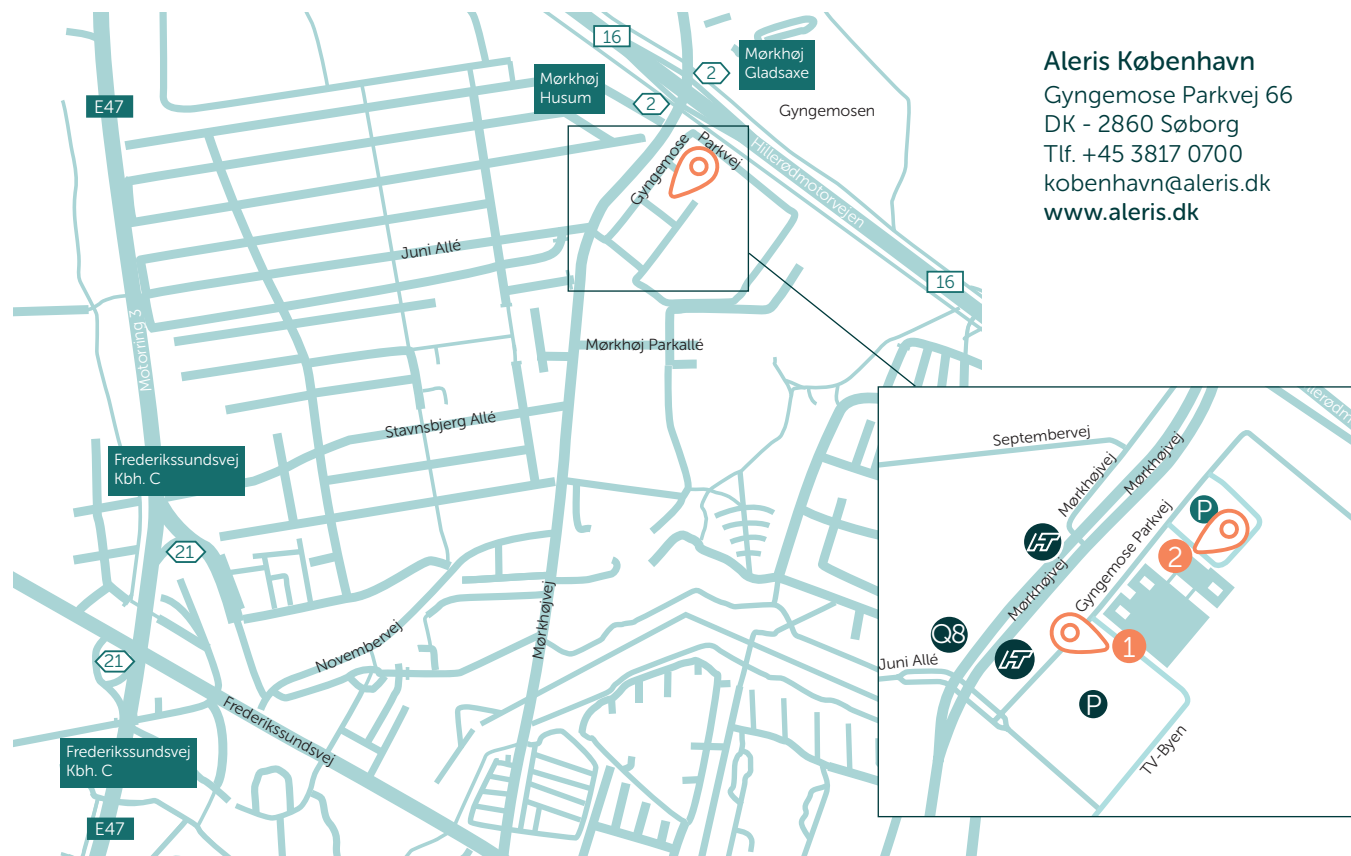 16
Mørkhøj
Gladsaxe
2
Mørkhøj
Husum
2
E47
Gyngemosen
Aleris København
Gyngemose Parkvej 66
DK - 2860 Søborg
Tlf. +45 3817 0700
kobenhavn@aleris.dk
www.aleris.dk
Gyngemose
Parkvej
Hillerødmotorvejen
Juni Allé
16
Motorring 3
Mørkhøj Parkallé
Stavnsbjerg Allé
Frederikssundsvej
Kbh. C
21
21
Novembervej
Mørkhøjvej
Frederikssundsvej
Frederikssundsvej
Kbh. C
E47
Septembervej
Mørkhøjvej
Mørkhøjvej
Gyngemose Parkvej
P
HT
2
Mørkhøjvej
Q8
HT
1
Juni Allé
P
TV-Byen